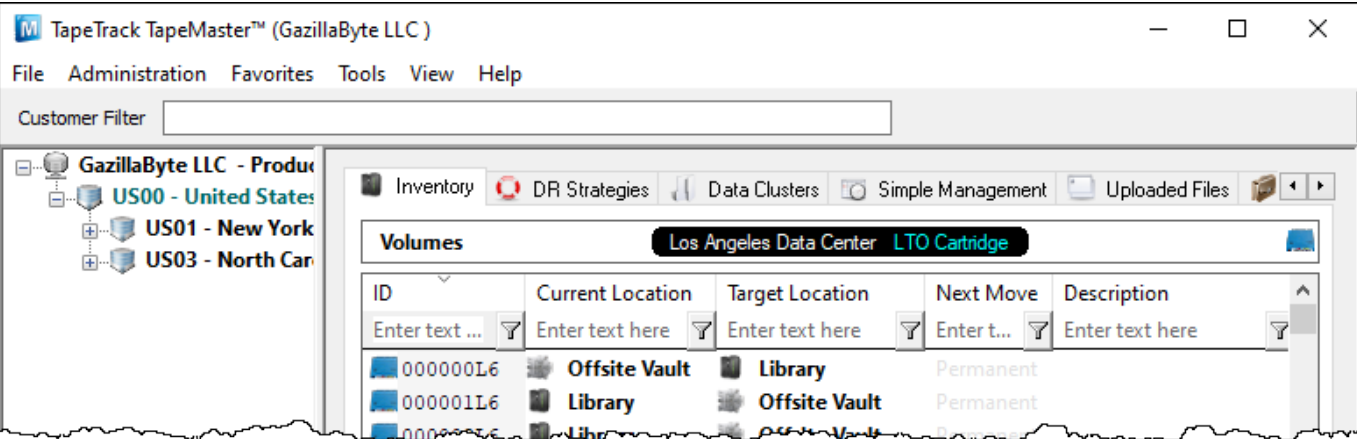 TapeTrack TapeMaster™ (GazillaByte LLC )
File Administration Favorites Tools View Help
Customer Filter
GazillaByte LLC - Produc
US00 - United States
US01 - New York
US03 - North Car
Inventory DR Strategies Data Clusters Simple Management Uploaded Files
Volumes Los Angeles Data Center LTO Cartridge
ID Current Location Target Location Next Move Description
Enter text ... Enter text here Enter text here Enter t... Enter text here
000000L6 Offsite Vault Library Permanent
000001L6 Library Offsite Vault Permanent